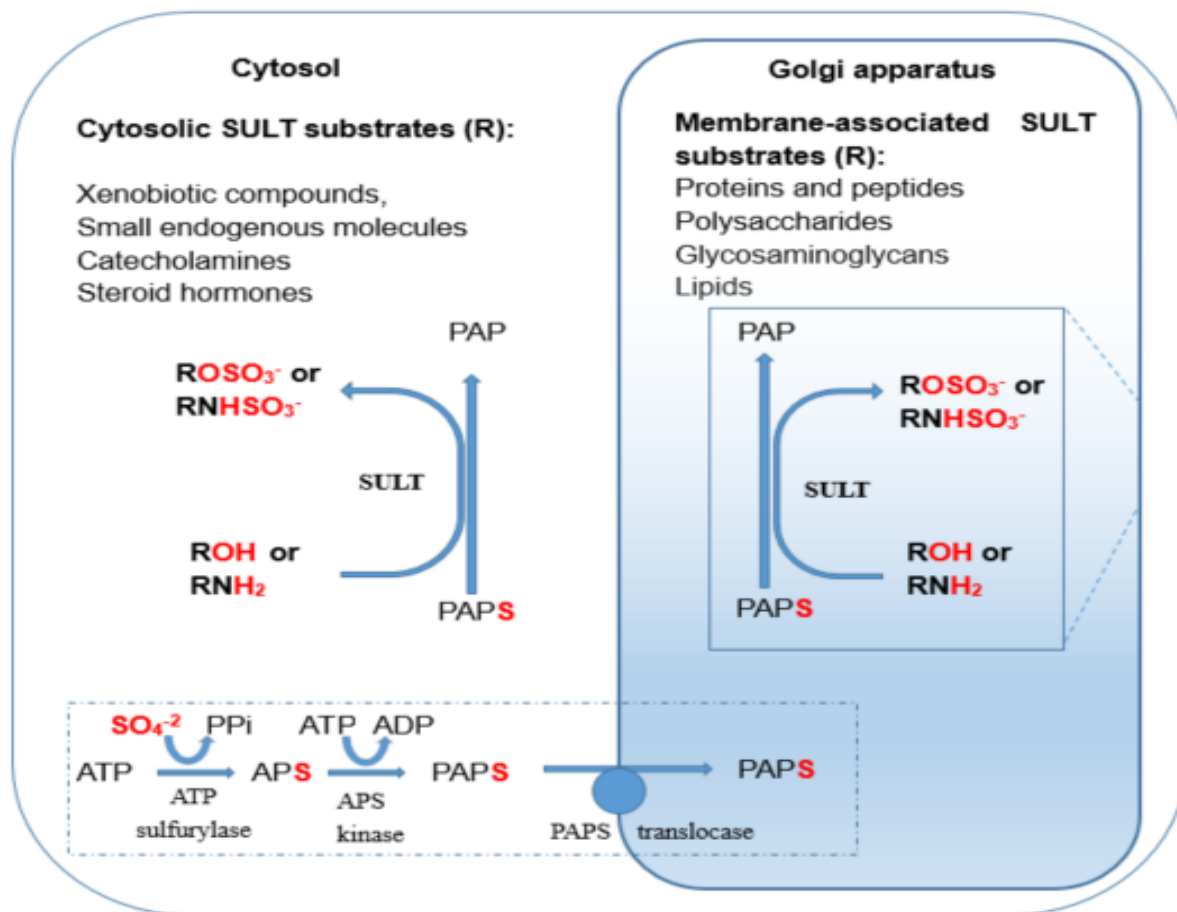 Cytosol
Cytosolic SULT substrates (R):
Xenobiotic compounds,
Small endogenous molecules
Catecholamines
Steroid hormones
PAP
ROSO₃⁻ or
RNHSO₃⁻
SULT
ROH or
RNH₂
PAPS
Golgi apparatus
Membrane-associated SULT
substrates (R):
Proteins and peptides
Polysaccharides
Glycosaminoglycans
Lipids
PAP
ROSO₃⁻ or
RNHSO₃⁻
SULT
ROH or
RNH₂
PAPS
SO₄⁻² PPi ATP ADP
ATP APS PAPS PAPS
ATP APS
sulfurylase kinase PAPS translocase